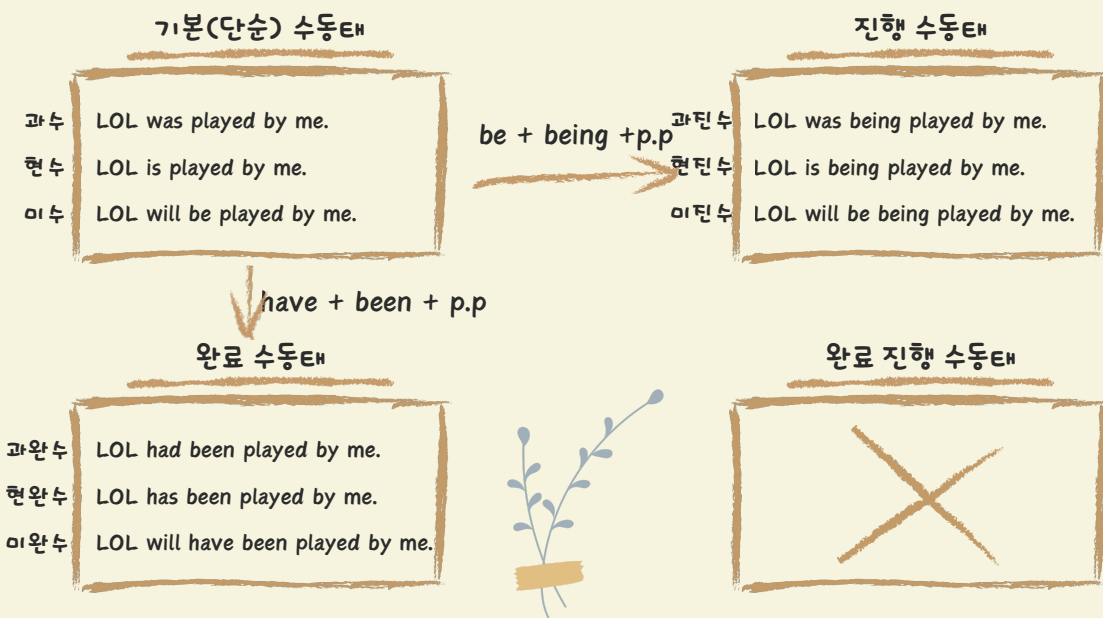 기본(단순) 수동태
과수 LOL was played by me.
현수 LOL is played by me.
미수 LOL will be played by me.
be + being +p.p
진행 수동태
과진수 LOL was being played by me.
현진수 LOL is being played by me.
미진수 LOL will be being played by me.
have + been + p.p
완료 수동태
과완수 LOL had been played by me.
현완수 LOL has been played by me.
미완수 LOL will have been played by me.
완료 진행 수동태